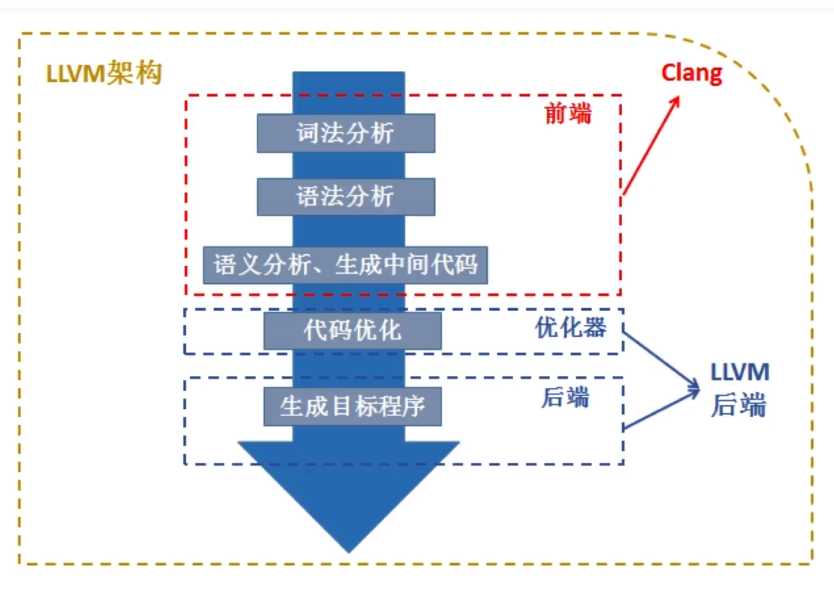 LLVM架构
Clang
前端
词法分析
语法分析
语义分析、生成中间代码
代码优化
优化器
生成目标程序
后端
LLVM
后端